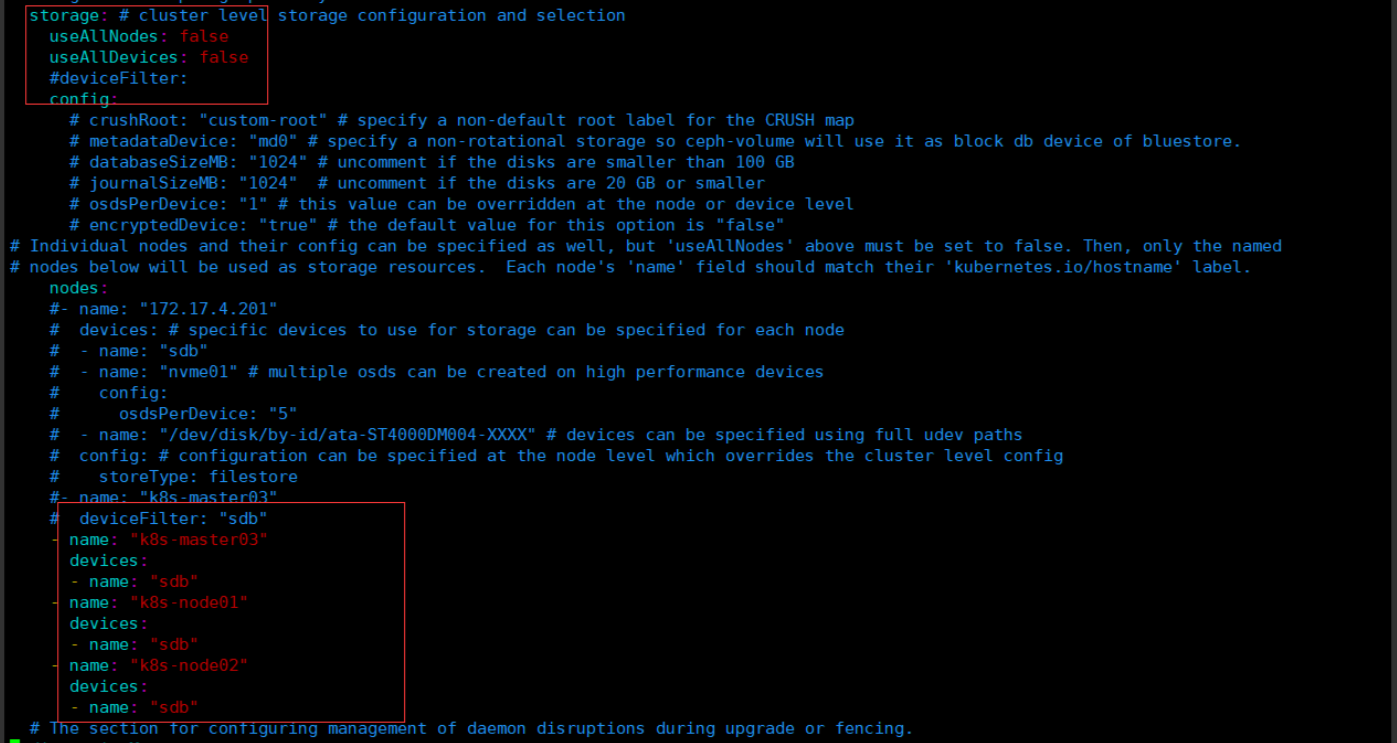 storage: # cluster level storage configuration and selection
    useAllNodes: false
    useAllDevices: false
    #deviceFilter:
    config:
      # crushRoot: "custom-root" # specify a non-default root label for the CRUSH map
      # metadataDevice: "md0" # specify a non-rotational storage so ceph-volume will use it as block db device of bluestore.
      # databaseSizeMB: "1024" # uncomment if the disks are smaller than 100 GB
      # journalSizeMB: "1024"  # uncomment if the disks are 20 GB or smaller
      # osdsPerDevice: "1" # this value can be overridden at the node or device level
      # encryptedDevice: "true" # the default value for this option is "false"
# Individual nodes and their config can be specified as well, but 'useAllNodes' above must be set to false. Then, only the named
# nodes below will be used as storage resources.  Each node's 'name' field should match their 'kubernetes.io/hostname' label.
    nodes:
    #- name: "172.17.4.201"
    #  devices: # specific devices to use for storage can be specified for each node
    #  - name: "sdb"
    #  - name: "nvme01" # multiple osds can be created on high performance devices
    #    config:
    #      osdsPerDevice: "5"
    #  - name: "/dev/disk/by-id/ata-ST4000DM004-XXXX" # devices can be specified using full udev paths
    #  config: # configuration can be specified at the node level which overrides the cluster level config
    #    storeType: filestore
    #- name: "k8s-master03"
    #  deviceFilter: "sdb"
    - name: "k8s-master03"
      devices:
      - name: "sdb"
    - name: "k8s-node01"
      devices:
      - name: "sdb"
    - name: "k8s-node02"
      devices:
      - name: "sdb"
  # The section for configuring management of daemon disruptions during upgrade or fencing.